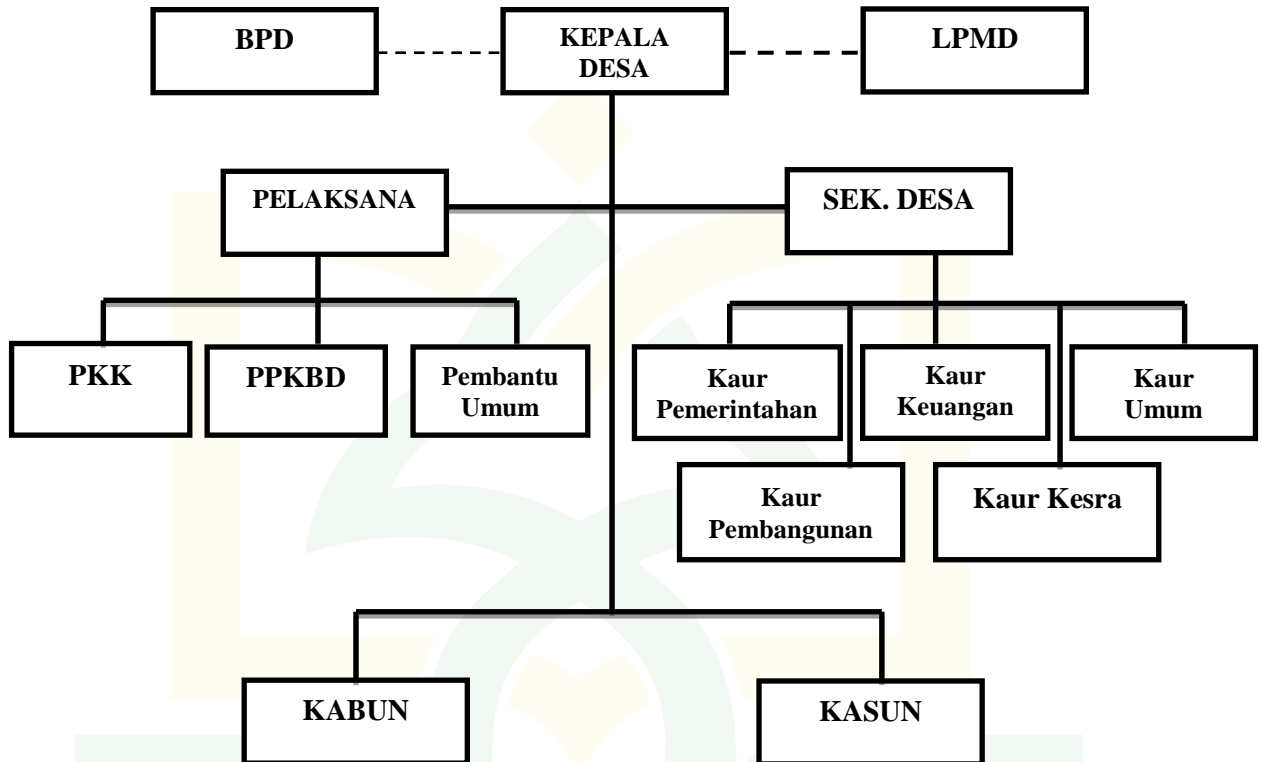 BPD
KEPALA
DESA
LPMD
PELAKSANA
SEK. DESA
PKK
PPKBD
Pembantu
Umum
Kaur
Pemerintahan
Kaur
Keuangan
Kaur
Umum
Kaur
Pembangunan
Kaur Kesra
KABUN
KASUN